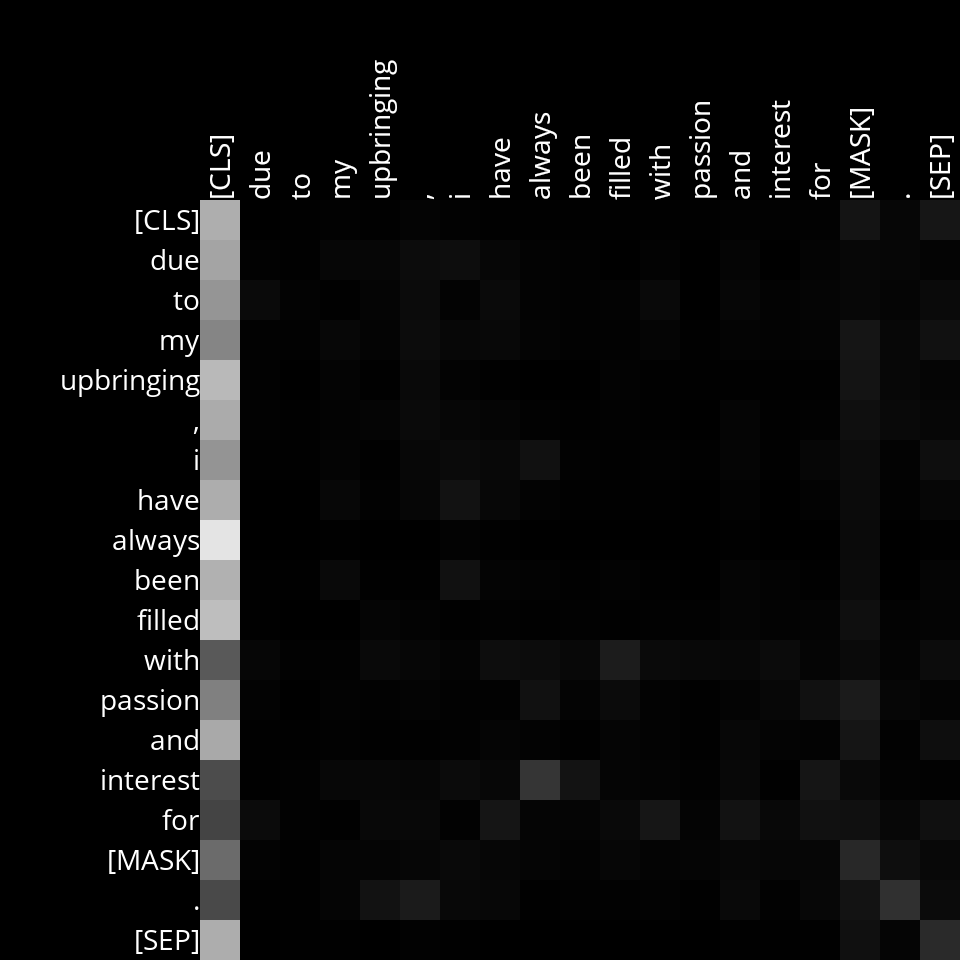 [CLS] due to my upbringing , i have always been filled with passion and interest for [MASK] . [SEP]
[CLS]
due
to
my
upbringing
,
i
have
always
been
filled
with
passion
and
interest
for
[MASK]
.
[SEP]